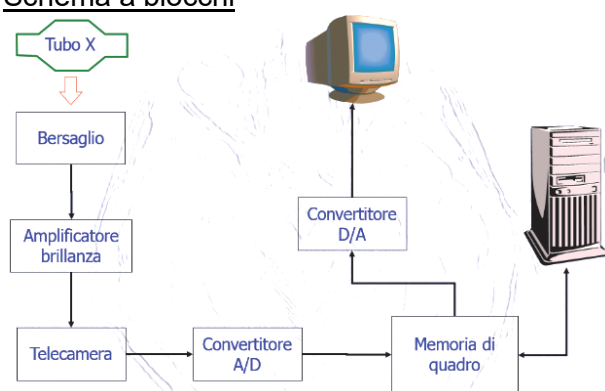 Schema a blocchi
Tubo X
Bersaglio
Amplificatore
brillanza
Telecamera
Convertitore
A/D
Convertitore
D/A
Memoria di
quadro